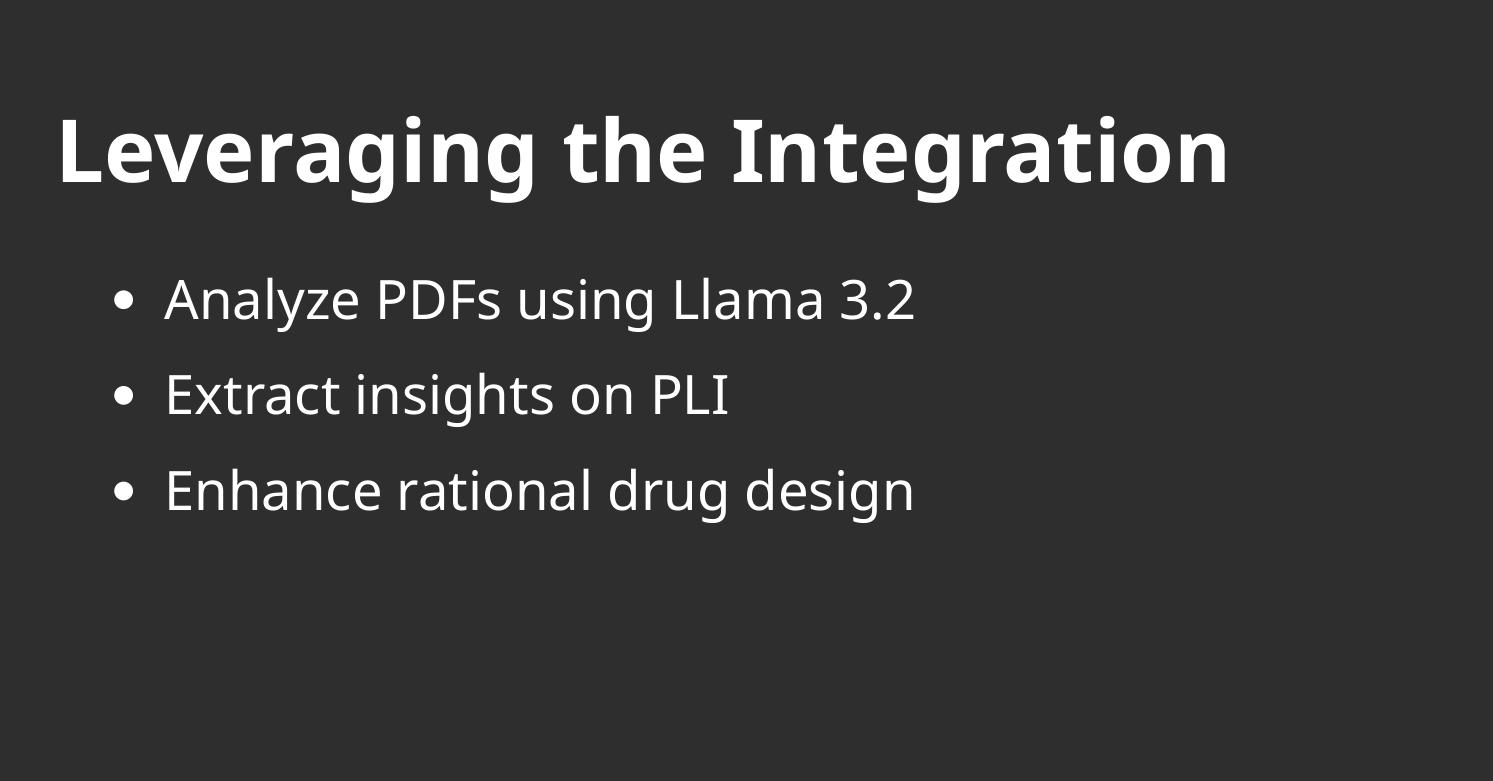 Leveraging the Integration
• Analyze PDFs using Llama 3.2
• Extract insights on PLI
• Enhance rational drug design